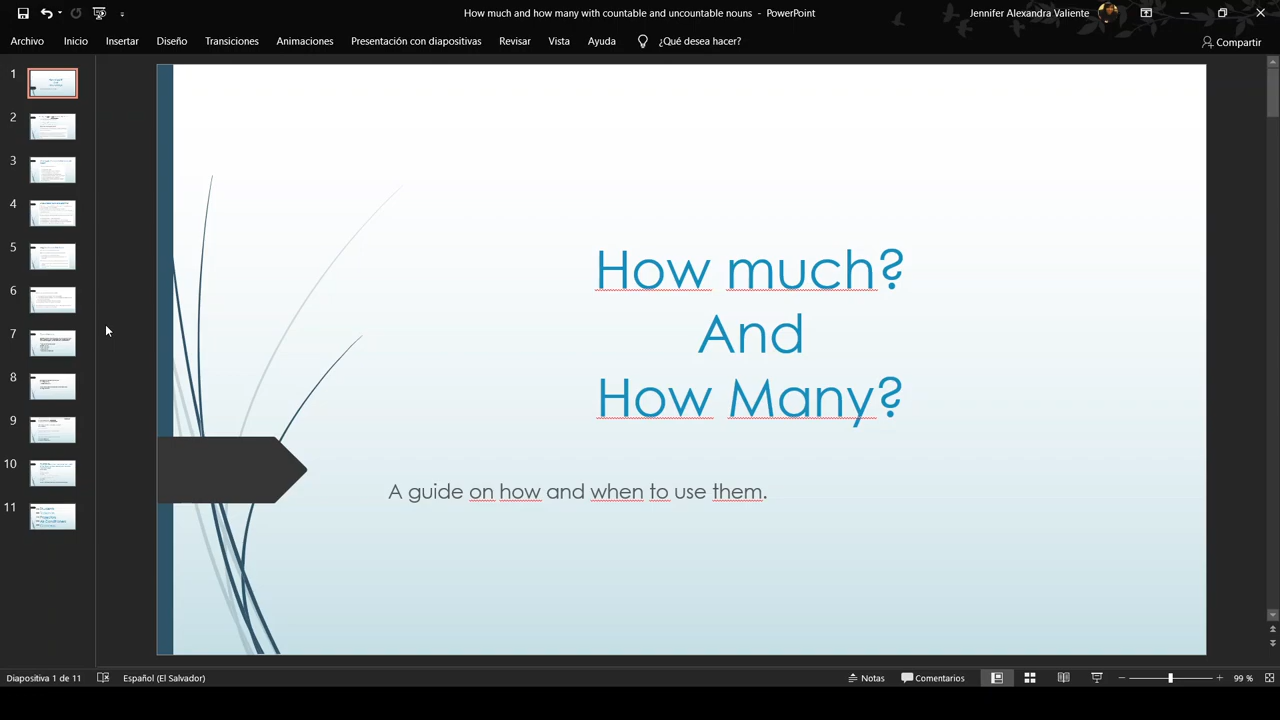 How much and how many with countable and uncountable nouns - PowerPoint
Jennifer Alexandra Valiente
Archivo Inicio Insertar Diseño Transiciones Animaciones Presentación con diapositivas Revisar Vista Ayuda ¿Qué desea hacer? Compartir
1
2
3
4
5
6
7
8
9
10
11
How much?
And
How Many?
A guide on how and when to use them.
Diapositiva 1 de 11 Español (El Salvador) Notas Comentarios 99 %